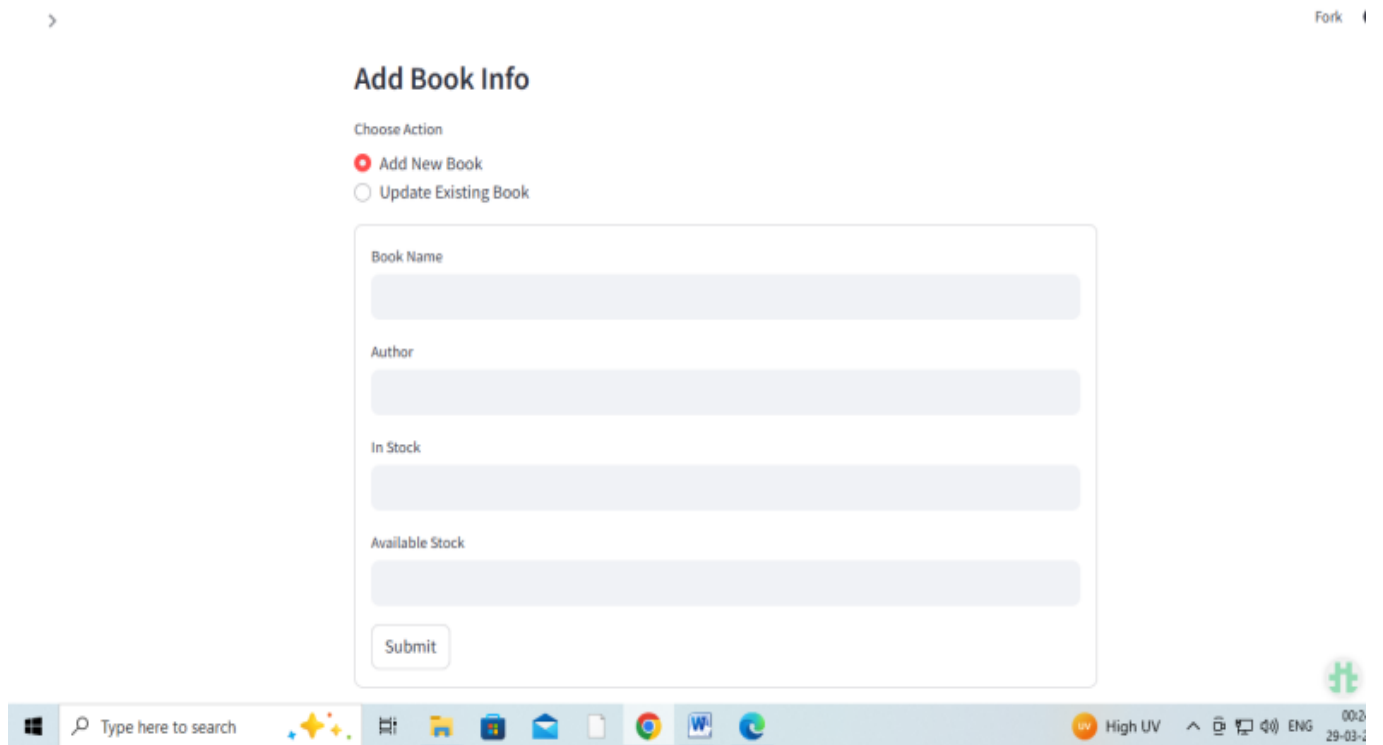 Fork
Add Book Info
Choose Action
Add New Book
Update Existing Book
Book Name
Author
In Stock
Available Stock
Submit
Type here to search
High UV
ENG